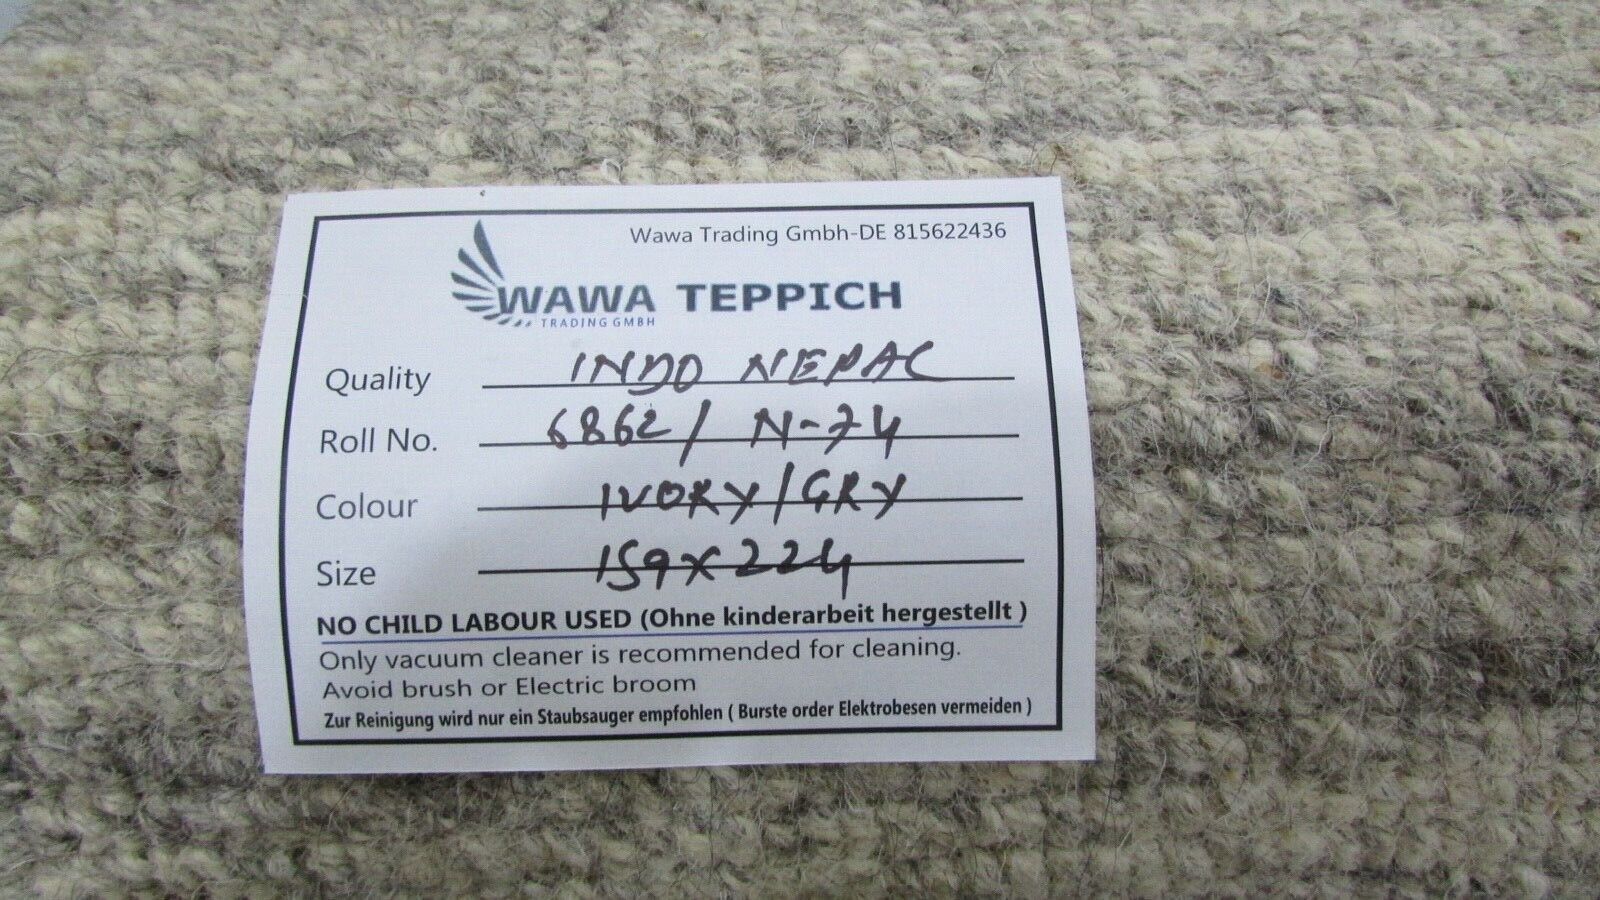 Wawa Trading Gmbh-DE 815622436
WAWA TEPPICH
TRADING GMBH
Quality INDO NEPAL
Roll No. 6862/ N-74
Colour IVORY/GRY
Size 159X224
NO CHILD LABOUR USED (Ohne kinderarbeit hergestellt )
Only vacuum cleaner is recommended for cleaning.
Avoid brush or Electric broom
Zur Reinigung wird nur ein Staubsauger empfohlen ( Burste order Elektrobesen vermeiden )